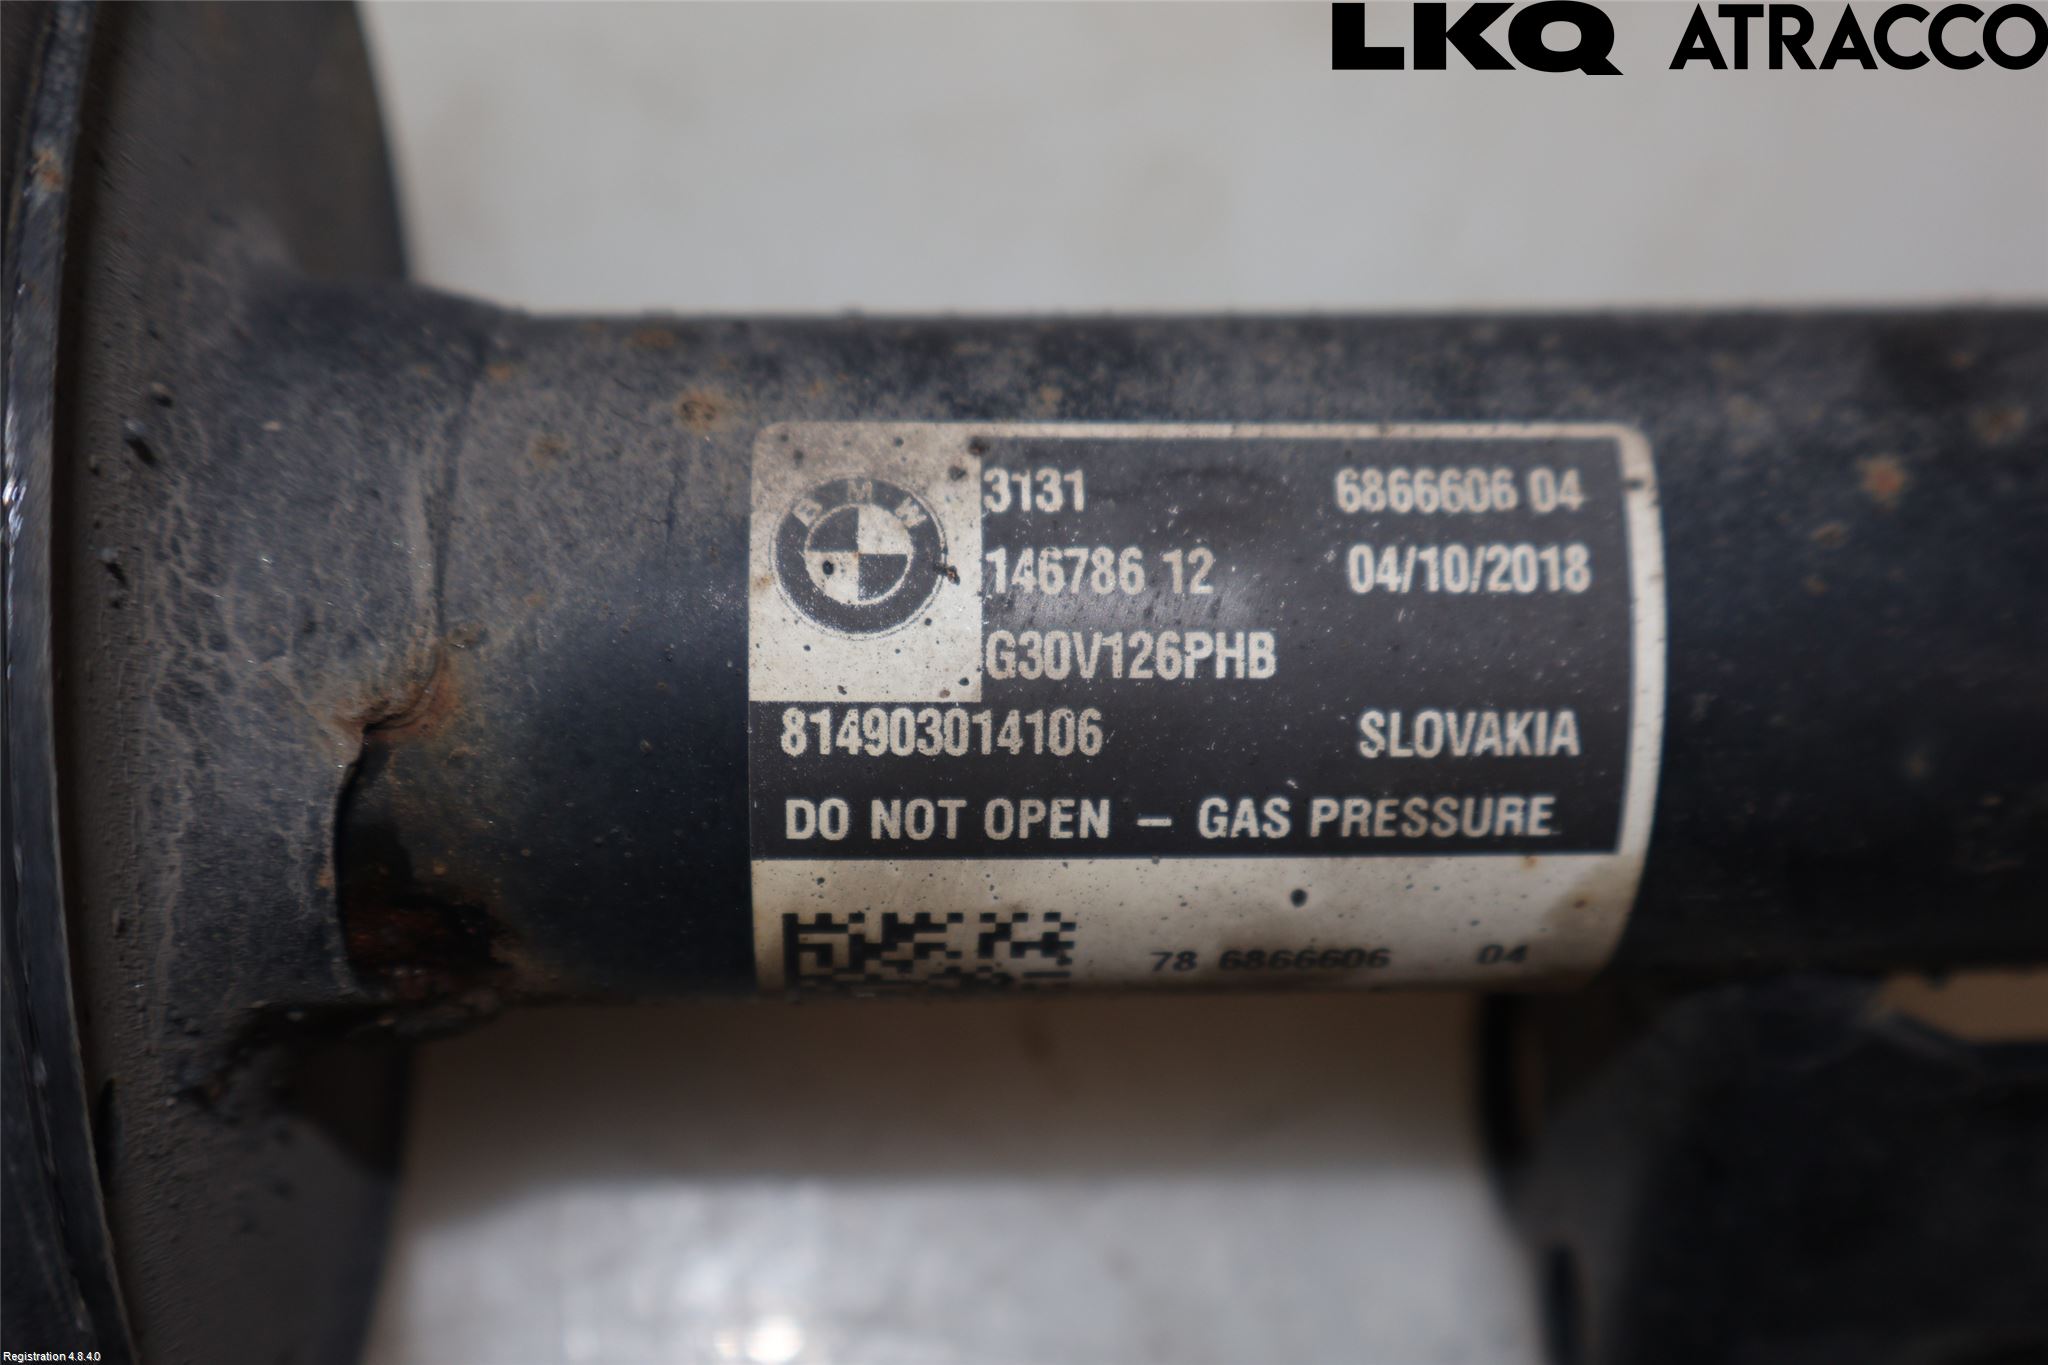 LKQ ATRACCO
BMW
3131 6866606 04
146786 12 04/10/2018
G30V126PHB
814903014106 SLOVAKIA
DO NOT OPEN – GAS PRESSURE
78 6866606 04
Registration 4.8.4.0